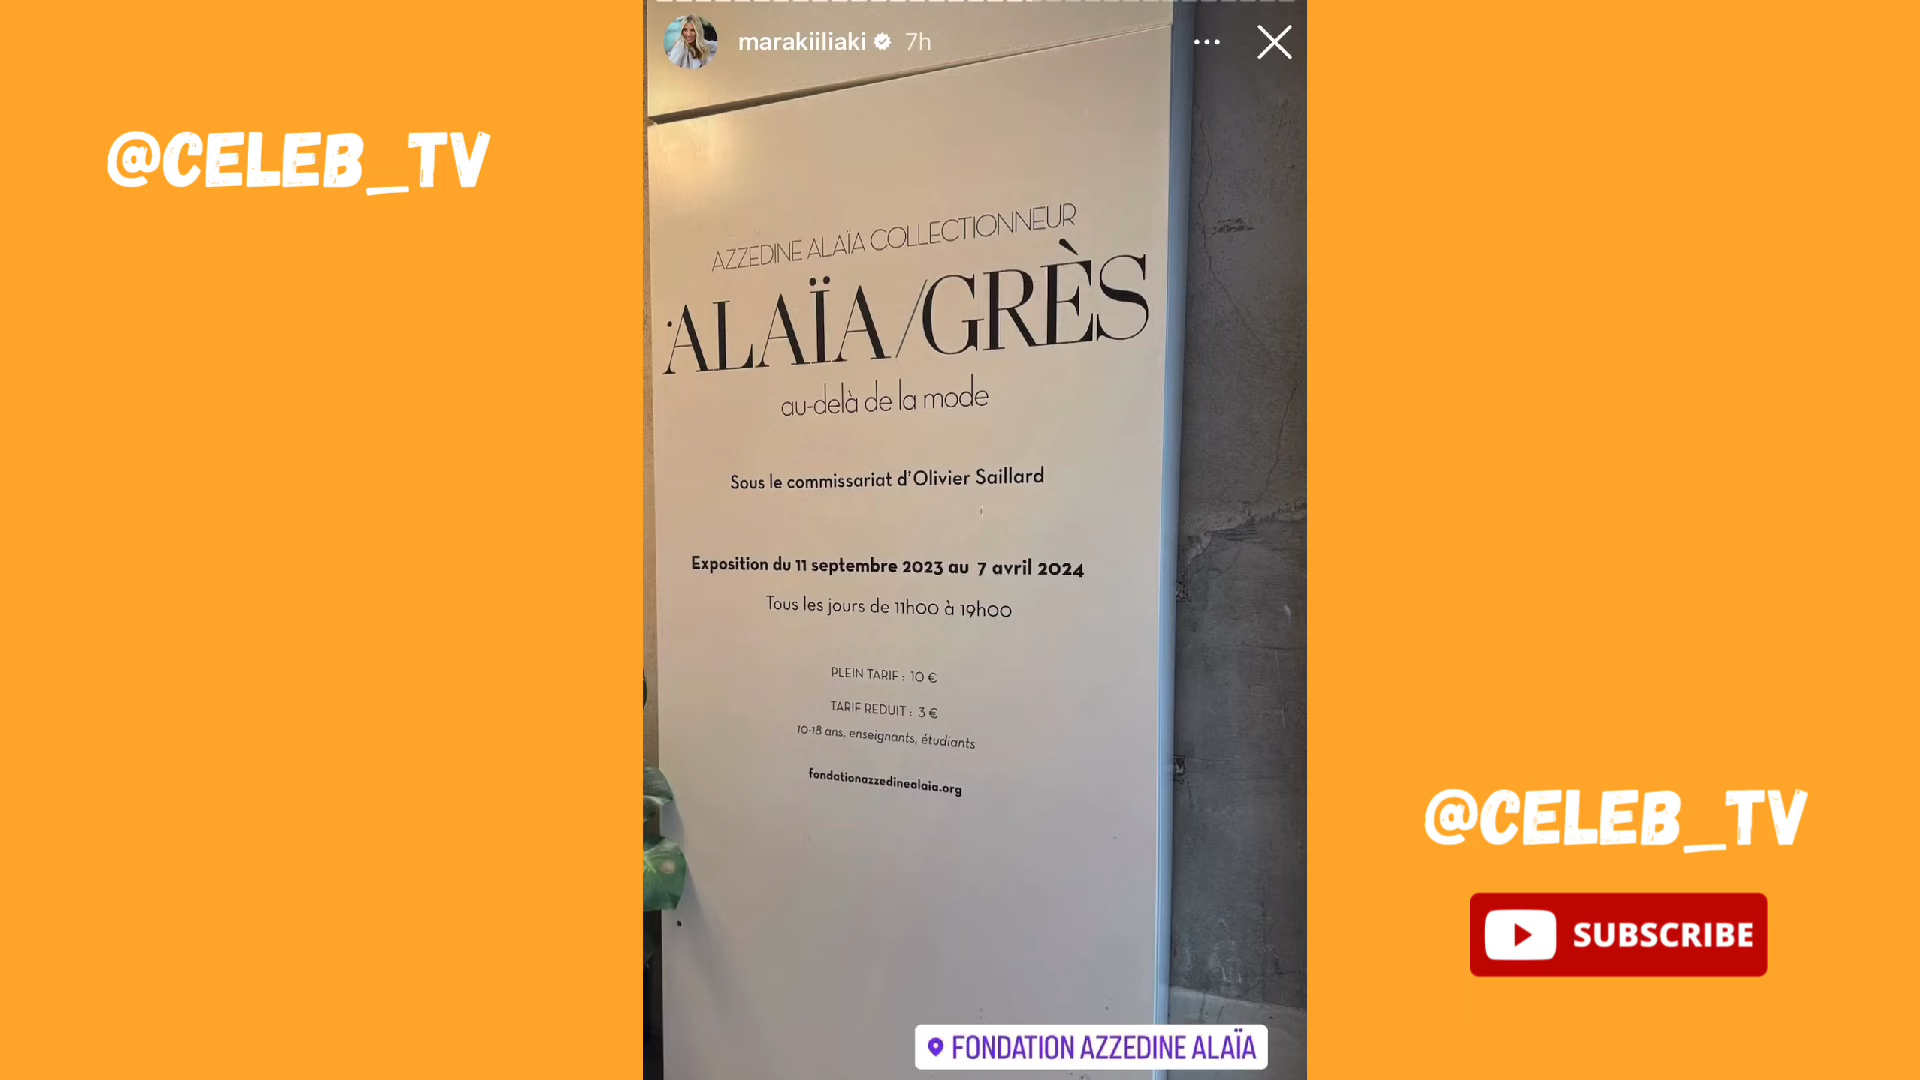 marakiiliaki 7h
@CELEB_TV
AZZEDINE ALAÏA COLLECTIONNEUR
ALAÏA/GRÈS
au-delà de la mode
Sous le commissariat d'Olivier Saillard
Exposition du 11 septembre 2023 au 7 avril 2024
Tous les jours de 11h00 à 19h00
PLEIN TARIF : 10 €
TARIF REDUIT : 3 €
10-18 ans, enseignants, étudiants
fondationazzedinealaia.org
@CELEB_TV
SUBSCRIBE
FONDATION AZZEDINE ALAÏA